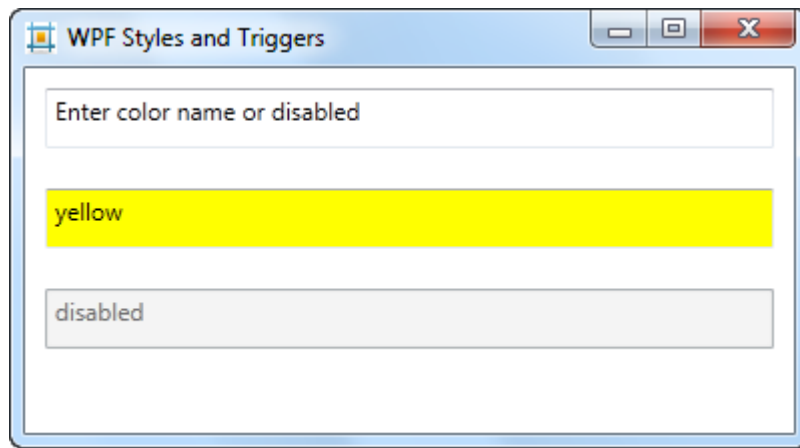 WPF Styles and Triggers
Enter color name or disabled
yellow
disabled